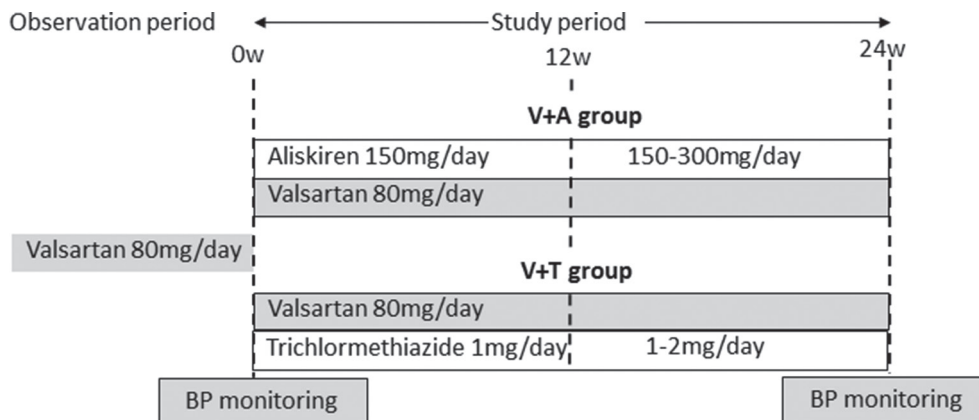 Observation period
Study period
0w
12w
24w
V+A group
Aliskiren 150mg/day
150-300mg/day
Valsartan 80mg/day
Valsartan 80mg/day
V+T group
Valsartan 80mg/day
Trichlormethiazide 1mg/day
1-2mg/day
BP monitoring
BP monitoring